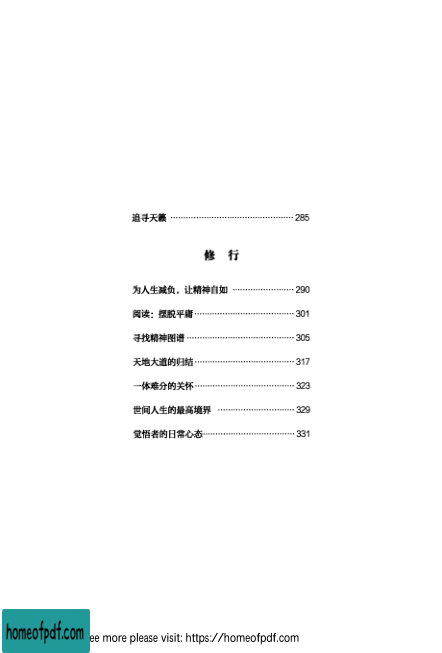 追寻天籁 ················································ 285
修 行
为人生减负，让精神自如 ························ 290
阅读：摆脱平庸 ······································· 301
寻找精神图谱 ·········································· 305
天地大道的归结 ······································· 317
一体难分的关怀 ······································· 323
世间人生的最高境界 ······························ 329
觉悟者的日常心态 ···································· 331
homeofpdf.com
ee more please visit: https://homeofpdf.com